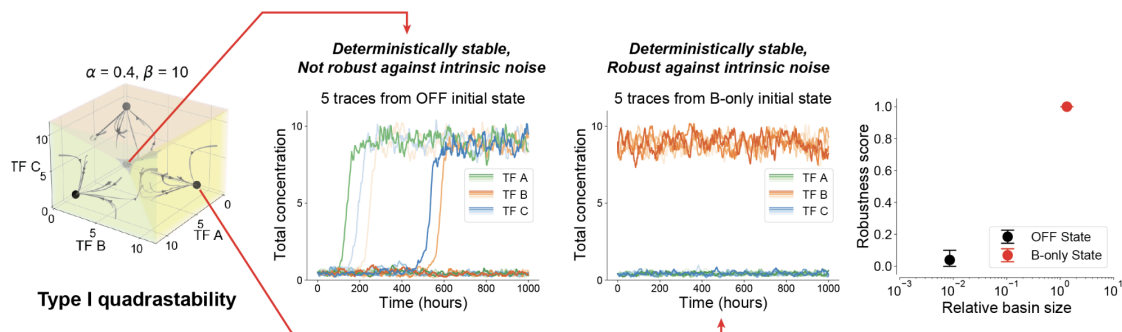 α = 0.4, β = 10
TF C
10
5
0
0
5
10
TF B
10
5
0
TF A
Type I quadrastability
Deterministically stable,
Not robust against intrinsic noise
5 traces from OFF initial state
Total concentration
10
5
0
TF A
TF B
TF C
0 200 400 600 800 1000
Time (hours)
Deterministically stable,
Robust against intrinsic noise
5 traces from B-only initial state
Total concentration
10
5
0
TF A
TF B
TF C
0 200 400 600 800 1000
Time (hours)
Robustness score
1.0
0.8
0.6
0.4
0.2
0.0
OFF State
B-only State
10⁻³ 10⁻² 10⁻¹ 10⁰ 10¹
Relative basin size